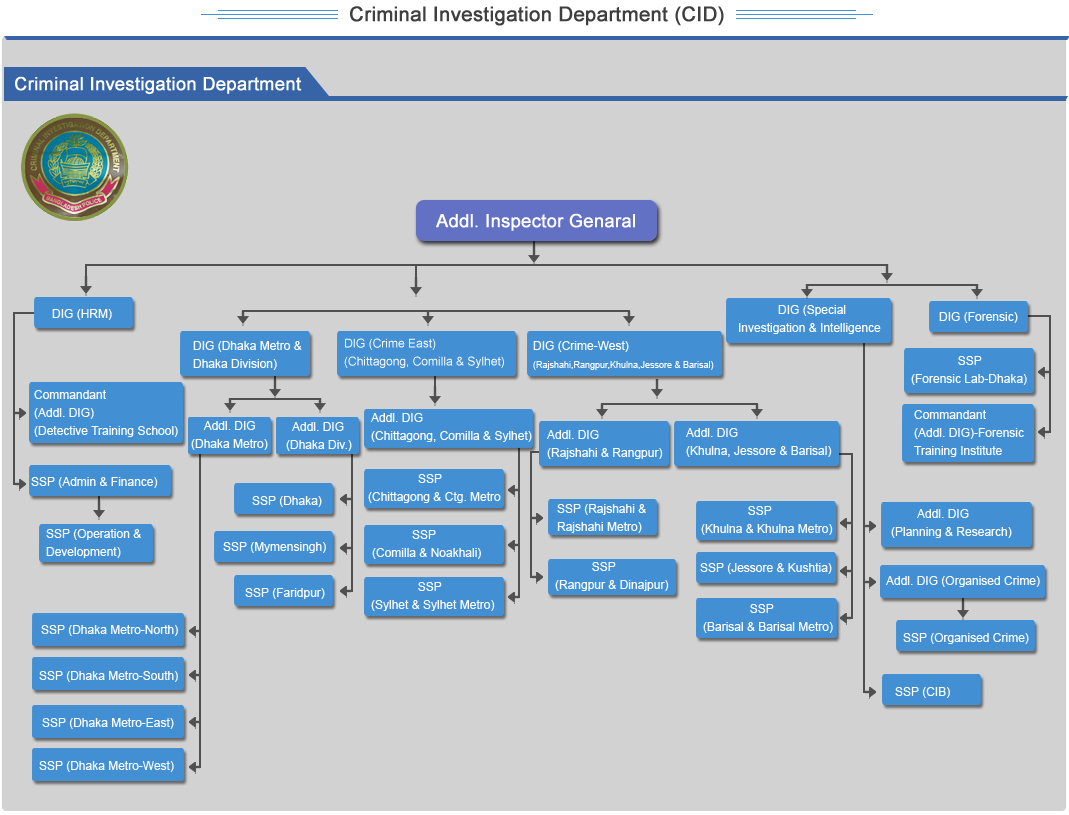 Criminal Investigation Department (CID)
Criminal Investigation Department
CRIMINAL INVESTIGATION DEPARTMENT
BANGLADESH POLICE
Addl. Inspector Genaral
DIG (HRM)
Commandant
(Addl. DIG)
(Detective Training School)
SSP (Admin & Finance)
SSP (Operation &
Development)
DIG (Dhaka Metro &
Dhaka Division)
Addl. DIG
(Dhaka Metro)
Addl. DIG
(Dhaka Div.)
SSP (Dhaka)
SSP (Mymensingh)
SSP (Faridpur)
SSP (Dhaka Metro-North)
SSP (Dhaka Metro-South)
SSP (Dhaka Metro-East)
SSP (Dhaka Metro-West)
DIG (Crime East)
(Chittagong, Comilla & Sylhet)
Addl. DIG
(Chittagong, Comilla & Sylhet)
SSP
(Chittagong & Ctg. Metro
SSP
(Comilla & Noakhali)
SSP
(Sylhet & Sylhet Metro)
DIG (Crime-West)
(Rajshahi,Rangpur,Khulna,Jessore & Barisal)
Addl. DIG
(Rajshahi & Rangpur)
SSP (Rajshahi &
Rajshahi Metro)
SSP
(Rangpur & Dinajpur)
Addl. DIG
(Khulna, Jessore & Barisal)
SSP
(Khulna & Khulna Metro)
SSP (Jessore & Kushtia)
SSP
(Barisal & Barisal Metro)
DIG (Special
Investigation & Intelligence
Addl. DIG
(Planning & Research)
Addl. DIG (Organised Crime)
SSP (Organised Crime)
SSP (CIB)
DIG (Forensic)
SSP
(Forensic Lab-Dhaka)
Commandant
(Addl. DIG)-Forensic
Training Institute